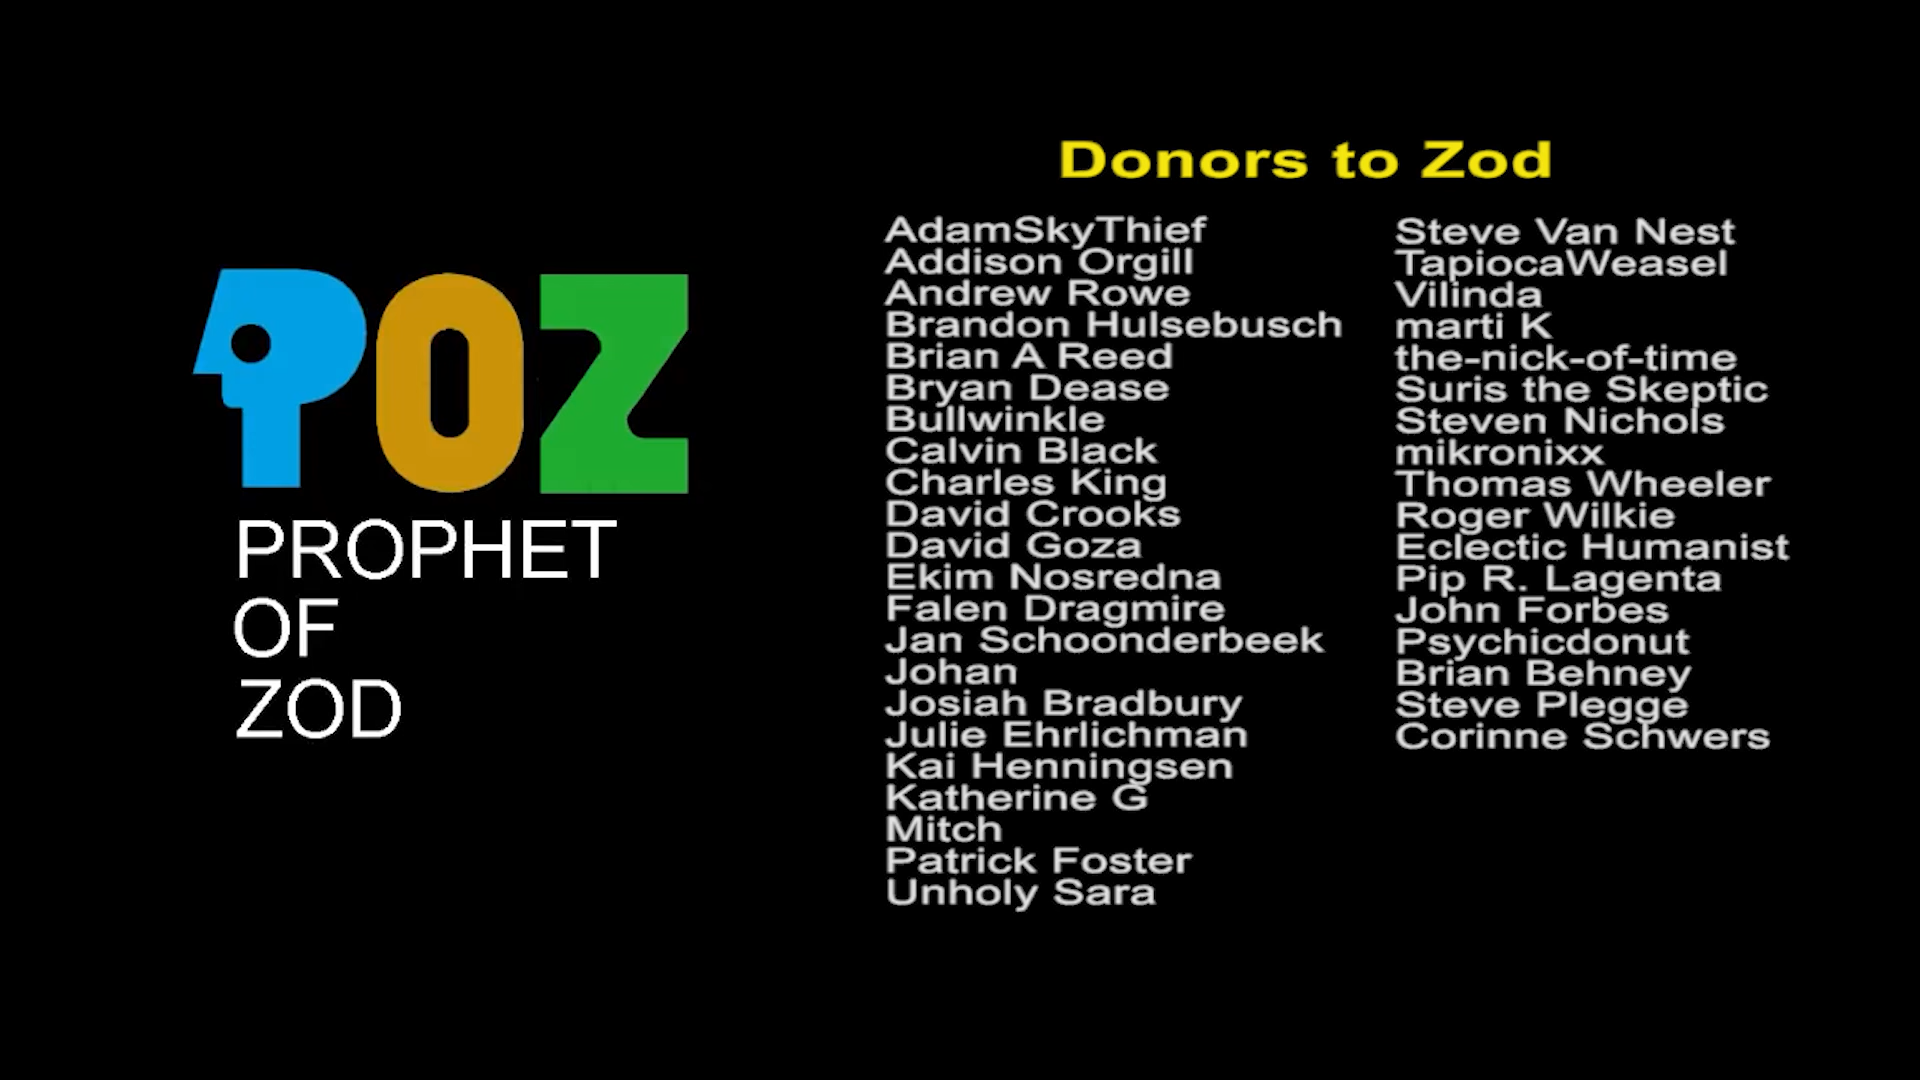 POZ
PROPHET
OF
ZOD
Donors to Zod
AdamSkyThief
Addison Orgill
Andrew Rowe
Brandon Hulsebusch
Brian A Reed
Bryan Dease
Bullwinkle
Calvin Black
Charles King
David Crooks
David Goza
Ekim Nosredna
Falen Dragmire
Jan Schoonderbeek
Johan
Josiah Bradbury
Julie Ehrlichman
Kai Henningsen
Katherine G
Mitch
Patrick Foster
Unholy Sara
Steve Van Nest
TapiocaWeasel
Vilinda
marti K
the-nick-of-time
Suris the Skeptic
Steven Nichols
mikronixx
Thomas Wheeler
Roger Wilkie
Eclectic Humanist
Pip R. Lagenta
John Forbes
Psychicdonut
Brian Behney
Steve Plegge
Corinne Schwers